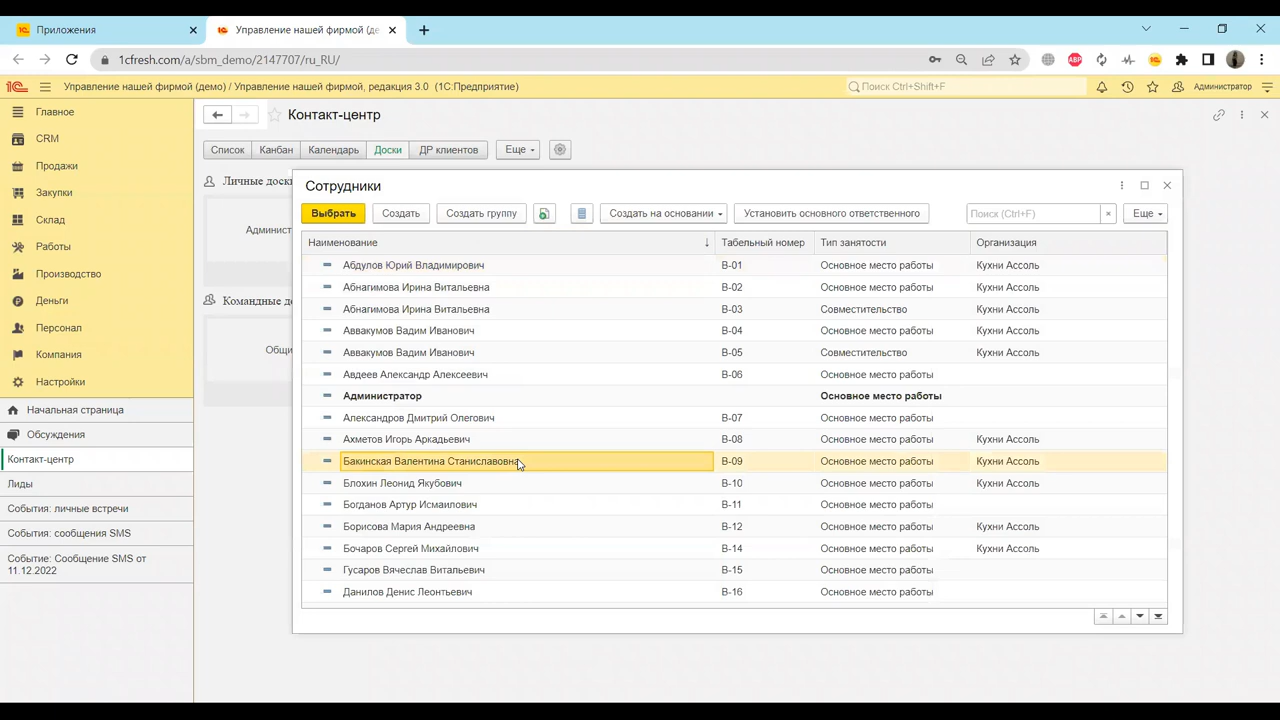 Приложения
Управление нашей фирмой (де
1cfresh.com/a/sbm_demo/2147707/ru_RU/
ABP
Управление нашей фирмой (демо) / Управление нашей фирмой, редакция 3.0 (1С:Предприятие)
Поиск Ctrl+Shift+F
Администратор
Главное
CRM
Продажи
Закупки
Склад
Работы
Производство
Деньги
Персонал
Компания
Настройки
Начальная страница
Обсуждения
Контакт-центр
Лиды
События: личные встречи
События: сообщения SMS
Событие: Сообщение SMS от
11.12.2022
Контакт-центр
Список Канбан Календарь Доски ДР клиентов Еще
Личные доски
Админист
Командные до
Общи
Сотрудники
Выбрать Создать Создать группу Создать на основании Установить основного ответственного Поиск (Ctrl+F) × Еще
Наименование ↓ Табельный номер Тип занятости Организация
Абдулов Юрий Владимирович В-01 Основное место работы Кухни Ассоль
Абнагимова Ирина Витальевна В-02 Основное место работы Кухни Ассоль
Абнагимова Ирина Витальевна В-03 Совместительство Кухни Ассоль
Аввакумов Вадим Иванович В-04 Основное место работы Кухни Ассоль
Аввакумов Вадим Иванович В-05 Совместительство Кухни Ассоль
Авдеев Александр Алексеевич В-06 Основное место работы
Администратор Основное место работы
Александров Дмитрий Олегович В-07 Основное место работы
Ахметов Игорь Аркадьевич В-08 Основное место работы Кухни Ассоль
Бакинская Валентина Станиславовна В-09 Основное место работы Кухни Ассоль
Блохин Леонид Якубович В-10 Основное место работы Кухни Ассоль
Богданов Артур Исмаилович В-11 Основное место работы
Борисова Мария Андреевна В-12 Основное место работы Кухни Ассоль
Бочаров Сергей Михайлович В-14 Основное место работы Кухни Ассоль
Гусаров Вячеслав Витальевич В-15 Основное место работы
Данилов Денис Леонтьевич В-16 Основное место работы